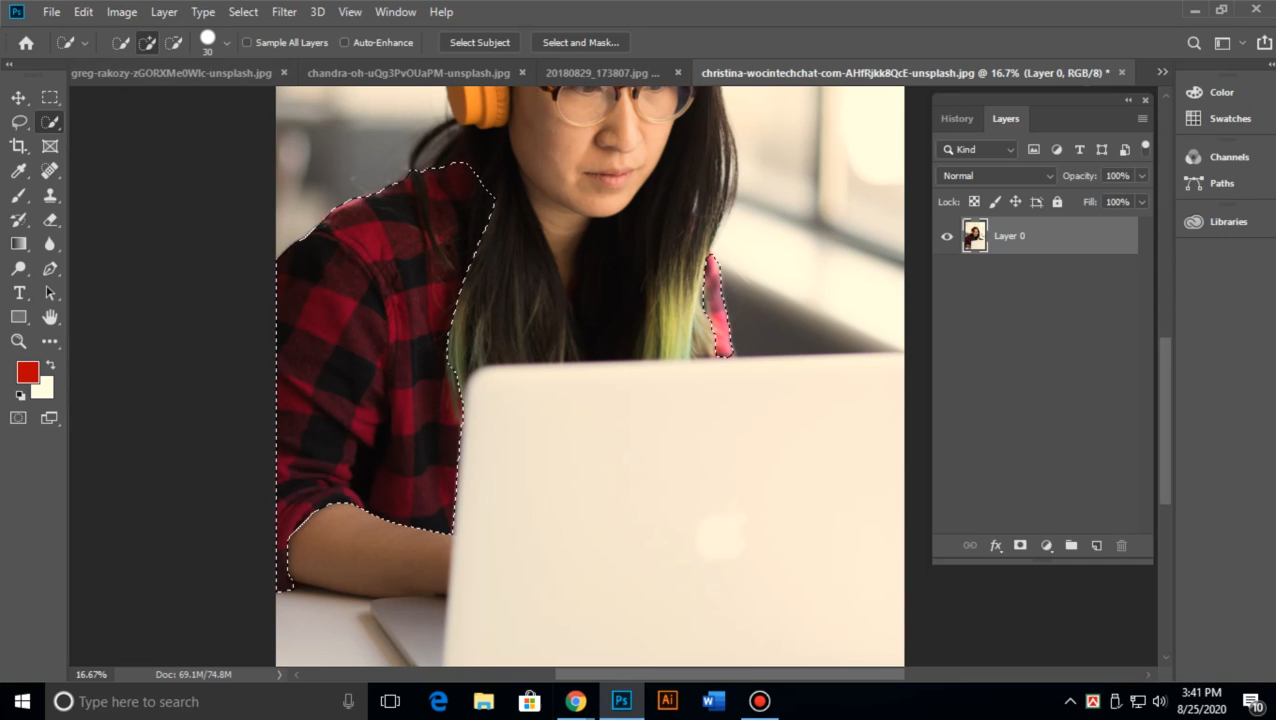 Ps File Edit Image Layer Type Select Filter 3D View Window Help
30 Sample All Layers Auto-Enhance Select Subject Select and Mask...
greg-rakozy-zGORXMe0WIc-unsplash.jpg chandra-oh-uQg3PvOUaPM-unsplash.jpg 20180829_173807.jpg ... christina-wocintechchat-com-AHfRjkk8QcE-unsplash.jpg @ 16.7% (Layer 0, RGB/8) *
History Layers
Kind
Normal Opacity: 100%
Lock: Fill: 100%
Layer 0
fx
Color
Swatches
Channels
Paths
Libraries
16.67% Doc: 69.1M/74.8M
Type here to search
Ps Ai W
3:41 PM
8/25/2020
10